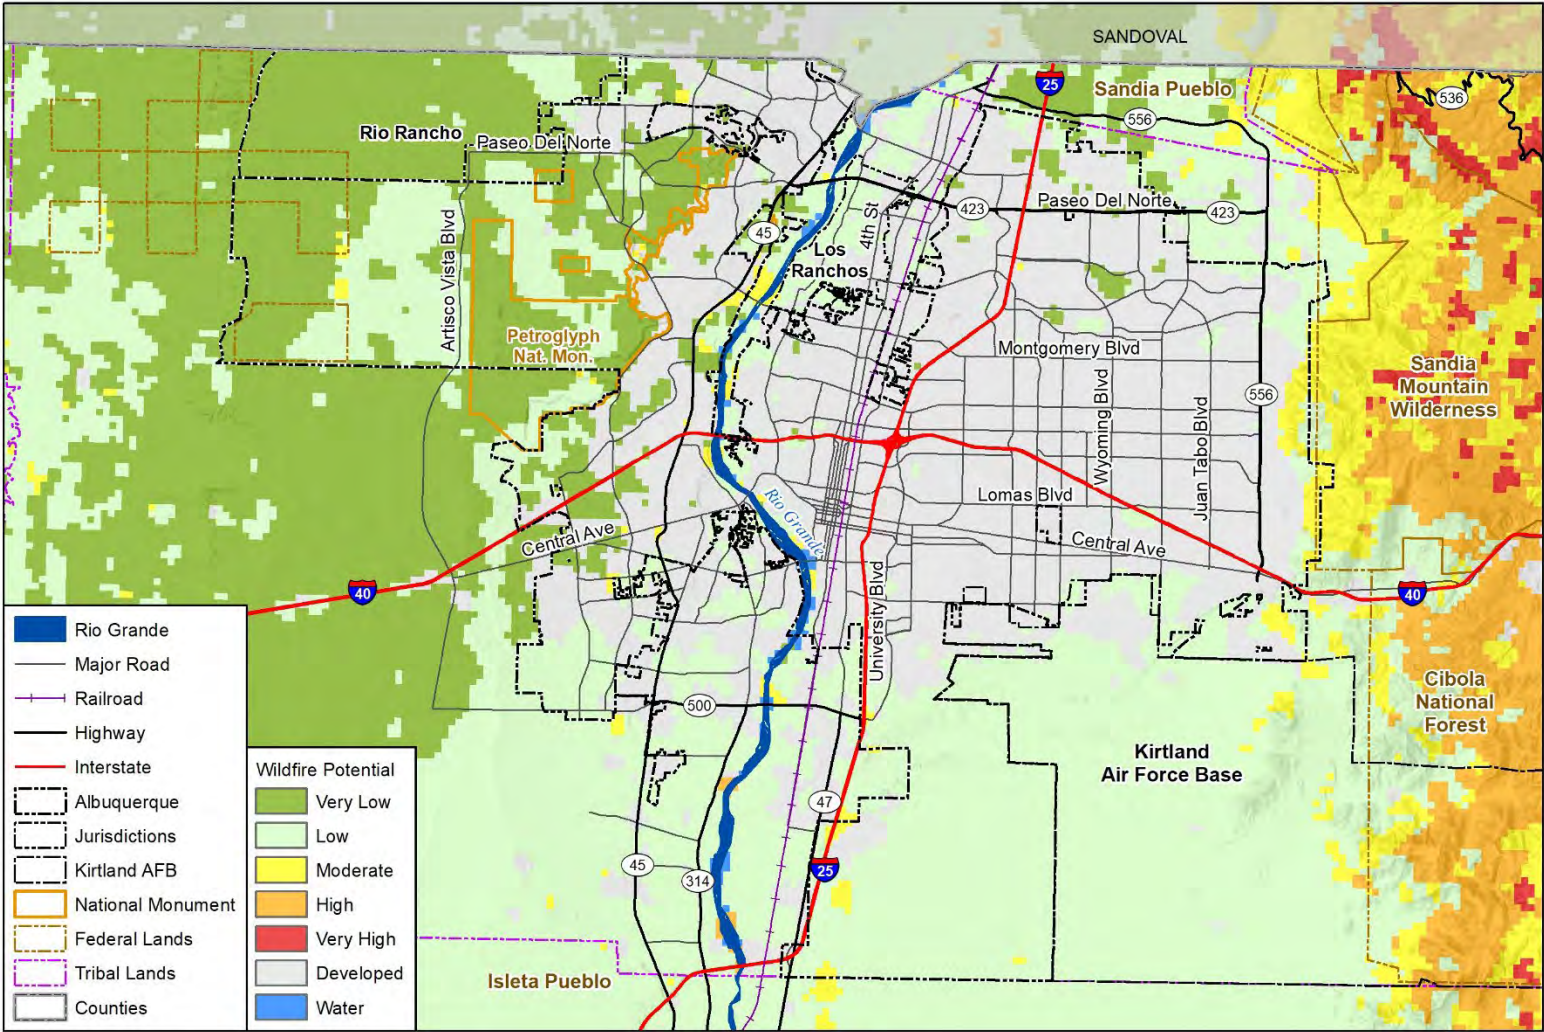 SANDOVAL
25
Sandia Pueblo
536
556
Rio Rancho
Paseo Del Norte
Paseo Del Norte
423
423
45
4th St
Los
Ranchos
Artisco Vista Blvd
Petroglyph
Nat. Mon.
Montgomery Blvd
Sandia
Mountain
Wilderness
556
Wyoming Blvd
Juan Tabo Blvd
Lomas Blvd
Rio Grande
Central Ave
Central Ave
40
40
University Blvd
Cibola
National
Forest
500
Kirtland
Air Force Base
47
45
314
25
Isleta Pueblo
Rio Grande
Major Road
Railroad
Highway
Interstate
Albuquerque
Jurisdictions
Kirtland AFB
National Monument
Federal Lands
Tribal Lands
Counties
Wildfire Potential
Very Low
Low
Moderate
High
Very High
Developed
Water